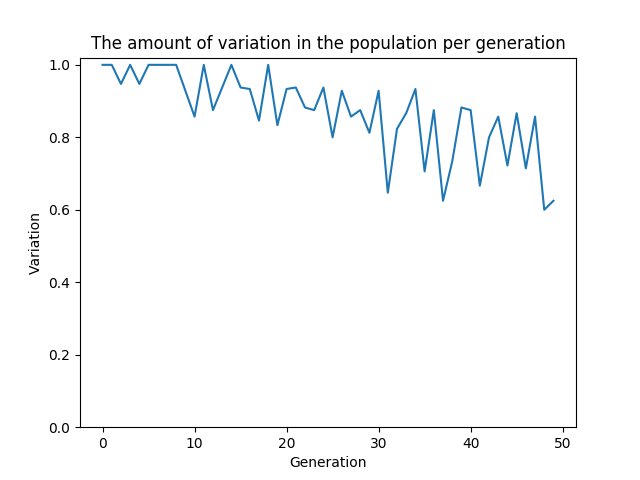 The amount of variation in the population per generation
1.0
0.8
0.6
0.4
0.2
0.0
Variation
0 10 20 30 40 50
Generation